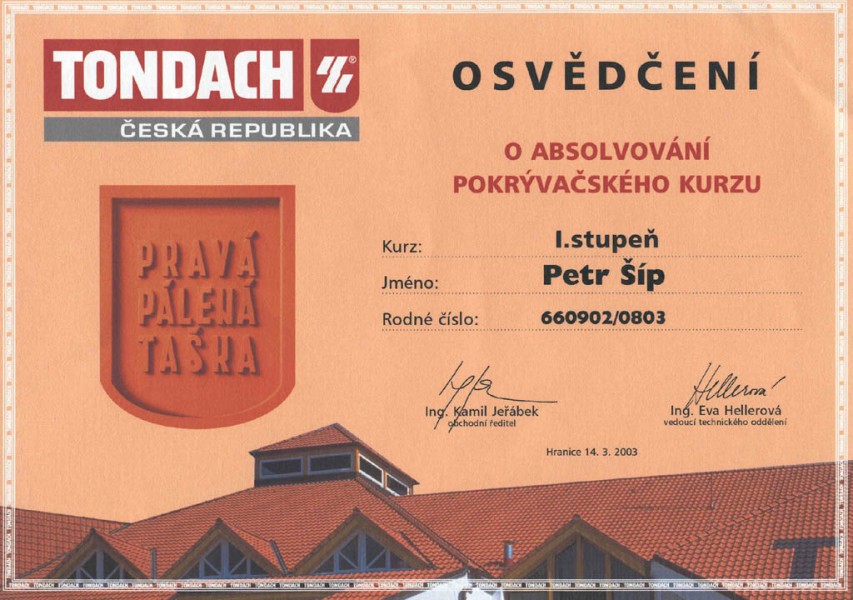 TONDACH®
ČESKÁ REPUBLIKA
OSVĚDČENÍ
O ABSOLVOVÁNÍ
POKRÝVAČSKÉHO KURZU
PRAVÁ
PÁLENÁ
TAŠKA
Kurz: I.stupeň
Jméno: Petr Šíp
Rodné číslo: 660902/0803
Hellerová
Ing. Kamil Jeřábek
obchodní ředitel
Ing. Eva Hellerová
vedoucí technického oddělení
Hranice 14. 3. 2003